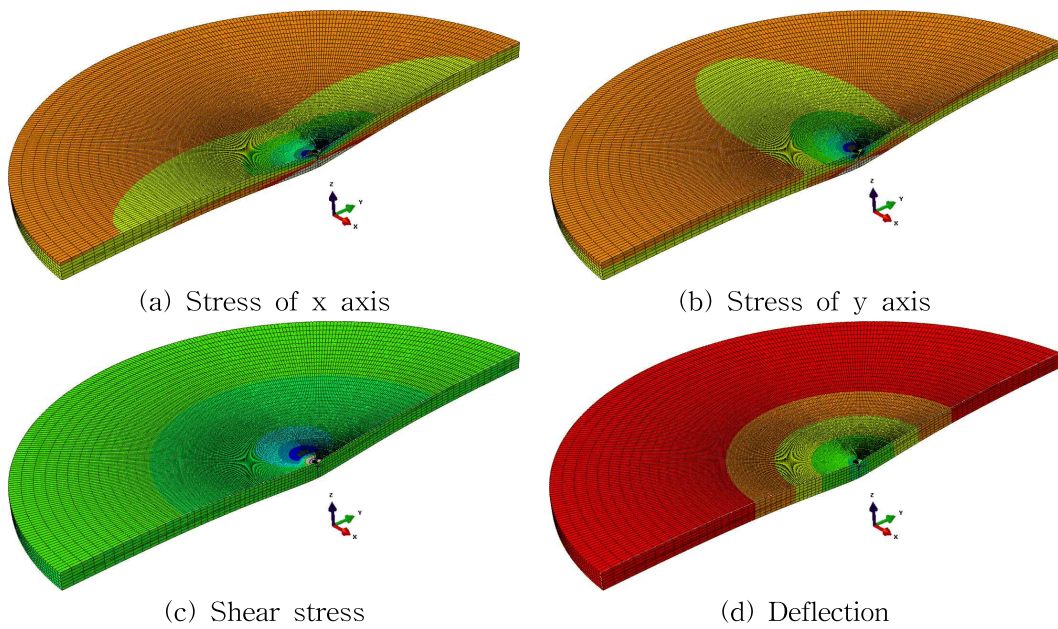 Z
Y
X
Z
Y
X
(a) Stress of x axis
(b) Stress of y axis
Z
Y
X
Z
Y
X
(c) Shear stress
(d) Deflection